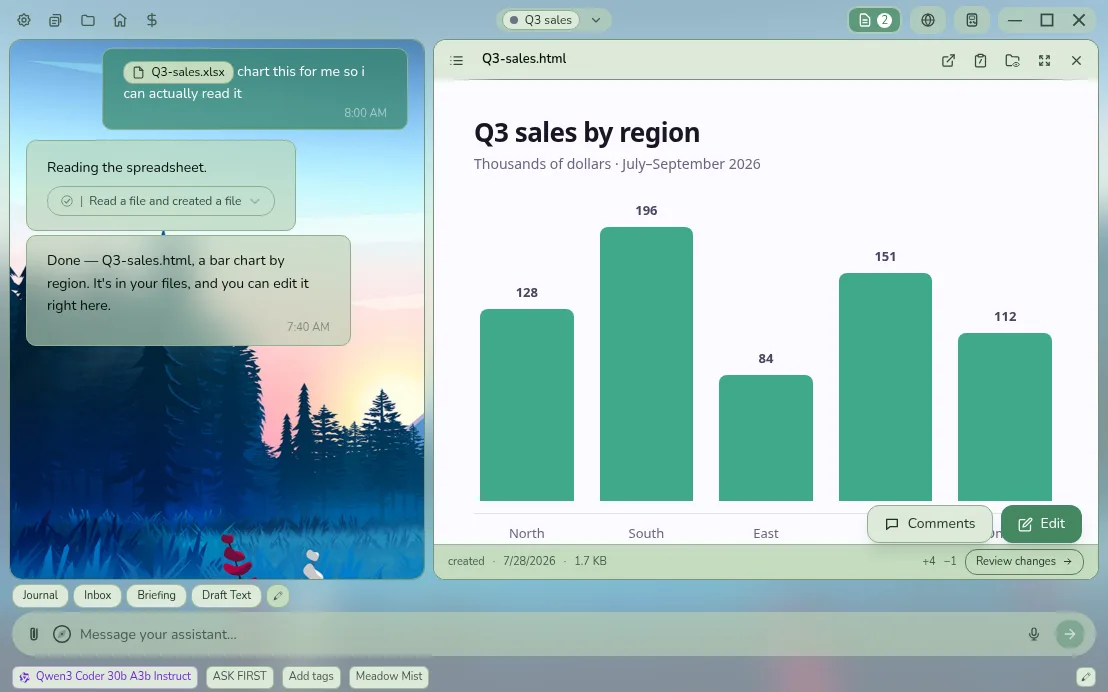 Q3 sales
2
Q3-sales.xlsx chart this for me so i
can actually read it
8:00 AM
Reading the spreadsheet.
| Read a file and created a file
Done — Q3-sales.html, a bar chart by
region. It's in your files, and you can edit it
right here.
7:40 AM
Q3-sales.html
Q3 sales by region
Thousands of dollars · July–September 2026
128
196
84
151
112
North
South
East
Comments
Edit
created · 7/28/2026 · 1.7 KB
+4 −1 Review changes →
Journal
Inbox
Briefing
Draft Text
Message your assistant...
Qwen3 Coder 30b A3b Instruct
ASK FIRST
Add tags
Meadow Mist